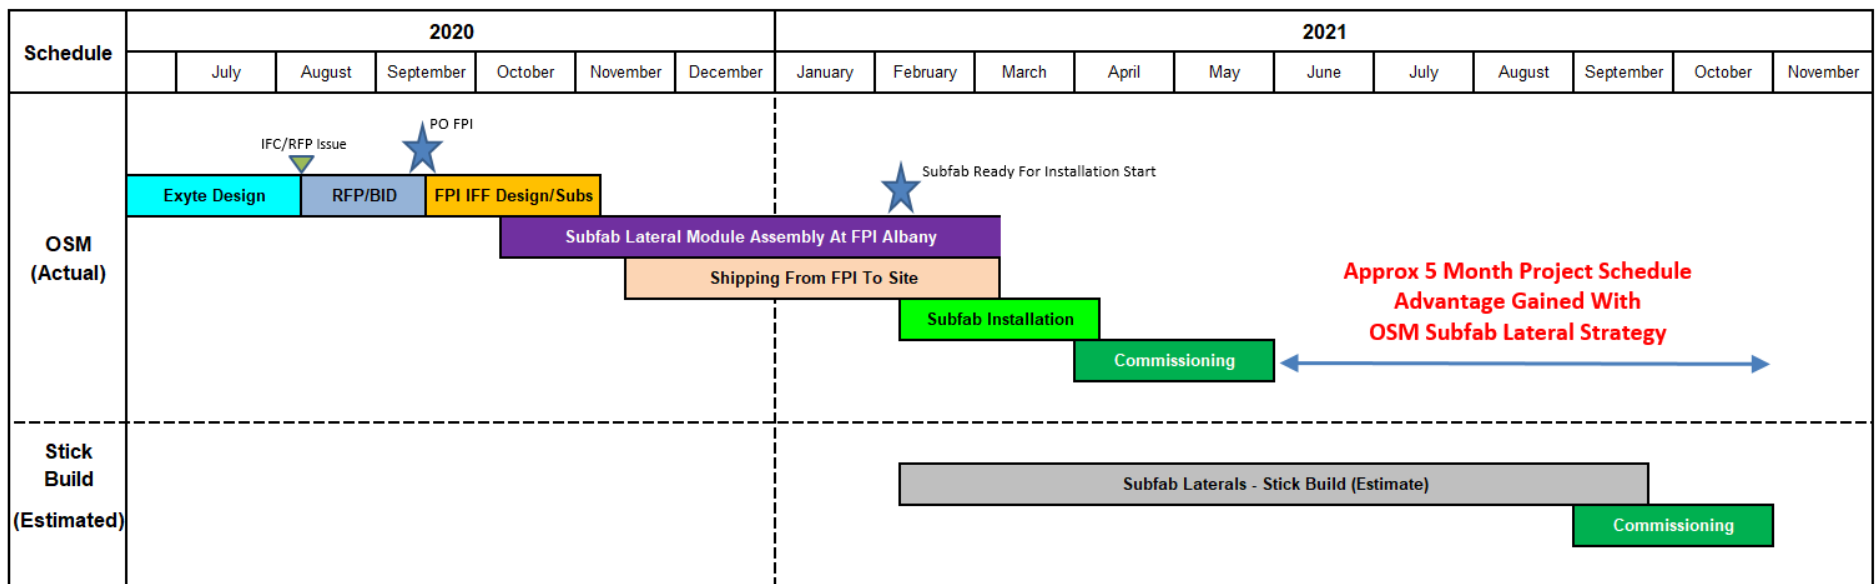 Schedule
2020
2021
July
August
September
October
November
December
January
February
March
April
May
June
July
August
September
October
November
OSM
(Actual)
PO FPI
IFC/RFP Issue
Subfab Ready For Installation Start
Exyte Design
RFP/BID
FPI IFF Design/Subs
Subfab Lateral Module Assembly At FPI Albany
Shipping From FPI To Site
Subfab Installation
Commissioning
Approx 5 Month Project Schedule
Advantage Gained With
OSM Subfab Lateral Strategy
Stick
Build
(Estimated)
Subfab Laterals - Stick Build (Estimate)
Commissioning